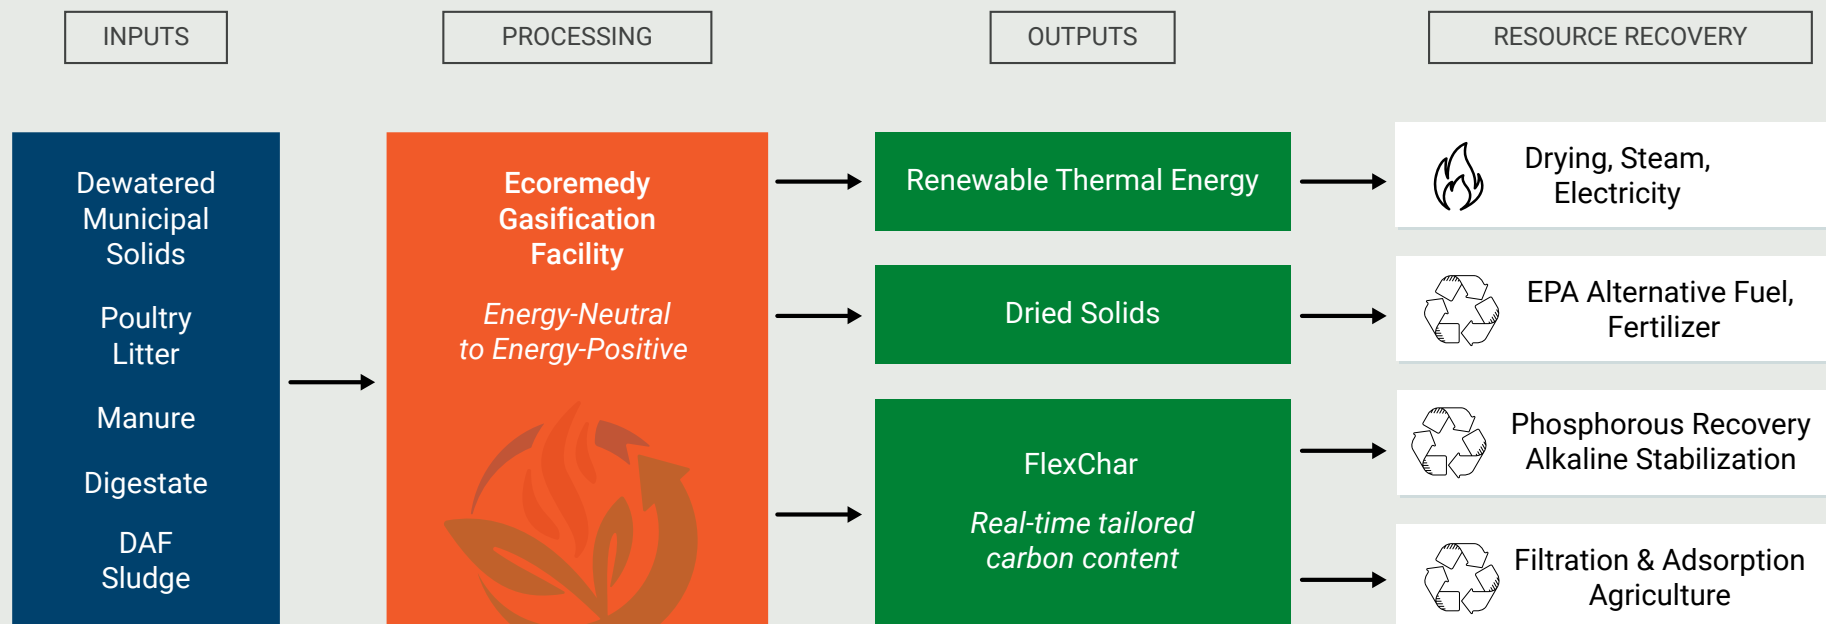 INPUTS
PROCESSING
OUTPUTS
RESOURCE RECOVERY
Dewatered
Municipal
Solids
Poultry
Litter
Manure
Digestate
DAF
Sludge
Ecoremedy
Gasification
Facility
Energy-Neutral
to Energy-Positive
Renewable Thermal Energy
Dried Solids
FlexChar
Real-time tailored
carbon content
Drying, Steam,
Electricity
EPA Alternative Fuel,
Fertilizer
Phosphorous Recovery
Alkaline Stabilization
Filtration & Adsorption
Agriculture